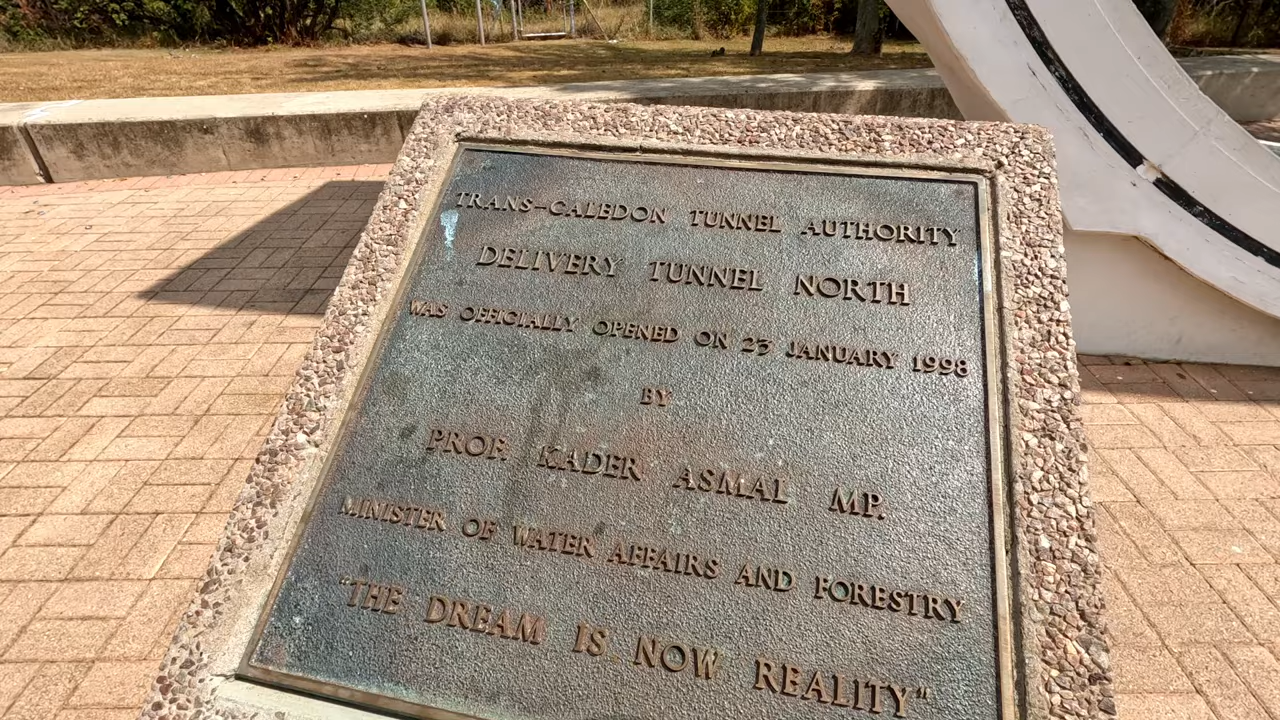 TRANS-CALEDON TUNNEL AUTHORITY
DELIVERY TUNNEL NORTH
WAS OFFICIALLY OPENED ON 23 JANUARY 1998
BY
PROF. KADER ASMAL MP.
MINISTER OF WATER AFFAIRS AND FORESTRY
"THE DREAM IS NOW REALITY"